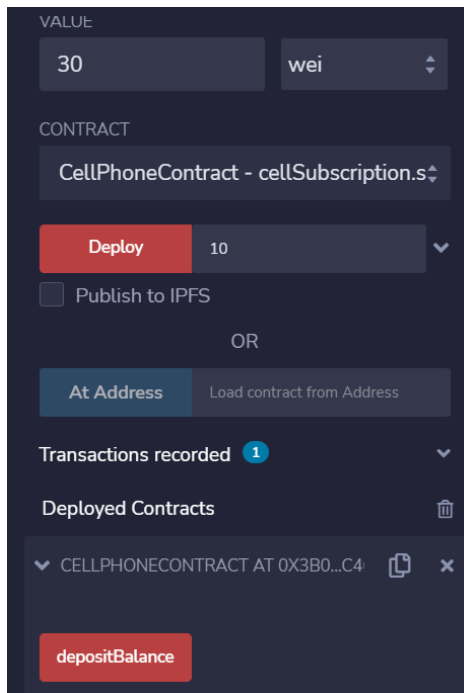 VALUE
30 wei
CONTRACT
CellPhoneContract - cellSubscription.s
Deploy 10
Publish to IPFS
OR
At Address Load contract from Address
Transactions recorded 1
Deployed Contracts
CELLPHONECONTRACT AT 0X3B0...C4
depositBalance